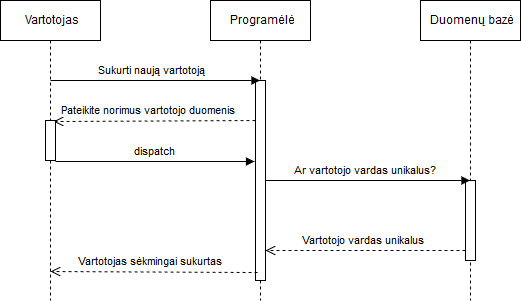 Vartotojas
Programėlė
Duomenų bazė
Sukurti naują vartotoją
Pateikite norimus vartotojo duomenis
dispatch
Ar vartotojo vardas unikalus?
Vartotojo vardas unikalus
Vartotojas sėkmingai sukurtas